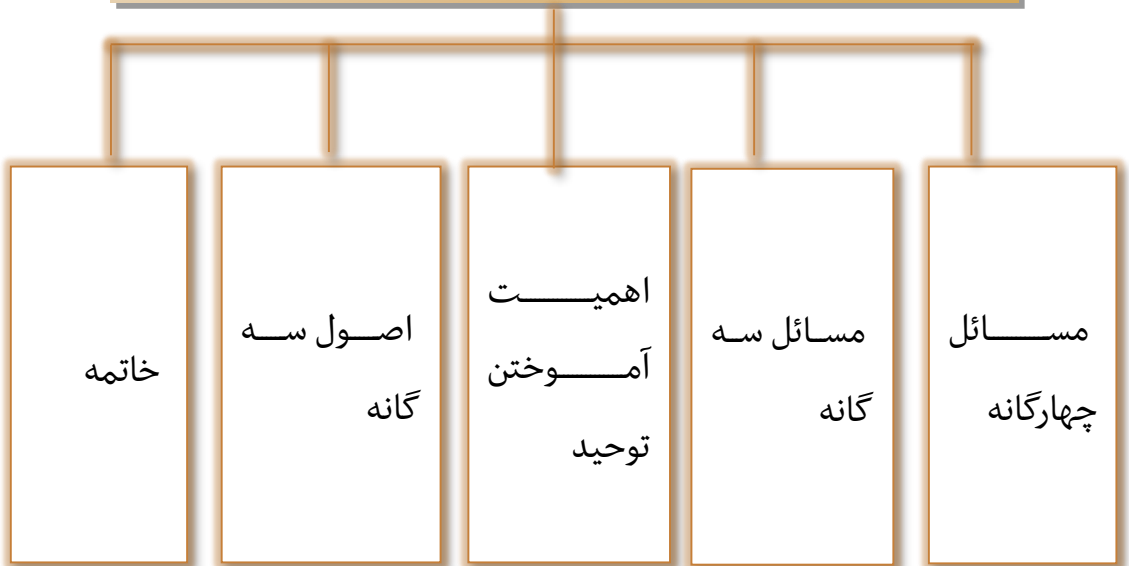 مسائل
چهارگانه
مسائل سه
گانه
اهمیت
آموختن
توحید
اصول سه
گانه
خاتمه